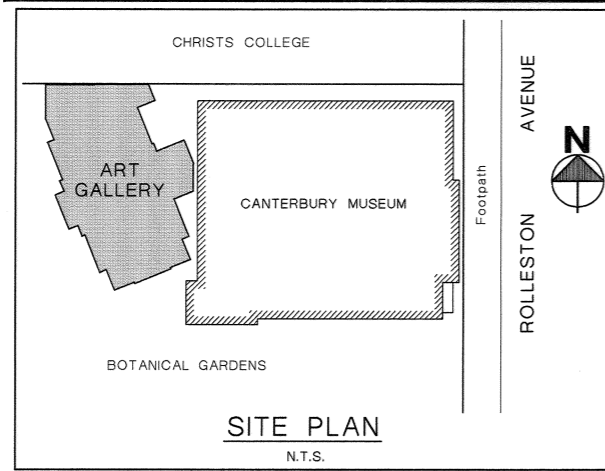 CHRISTS COLLEGE
ROLLESTON AVENUE
N
ART
GALLERY
CANTERBURY MUSEUM
Footpath
BOTANICAL GARDENS
SITE PLAN
N.T.S.